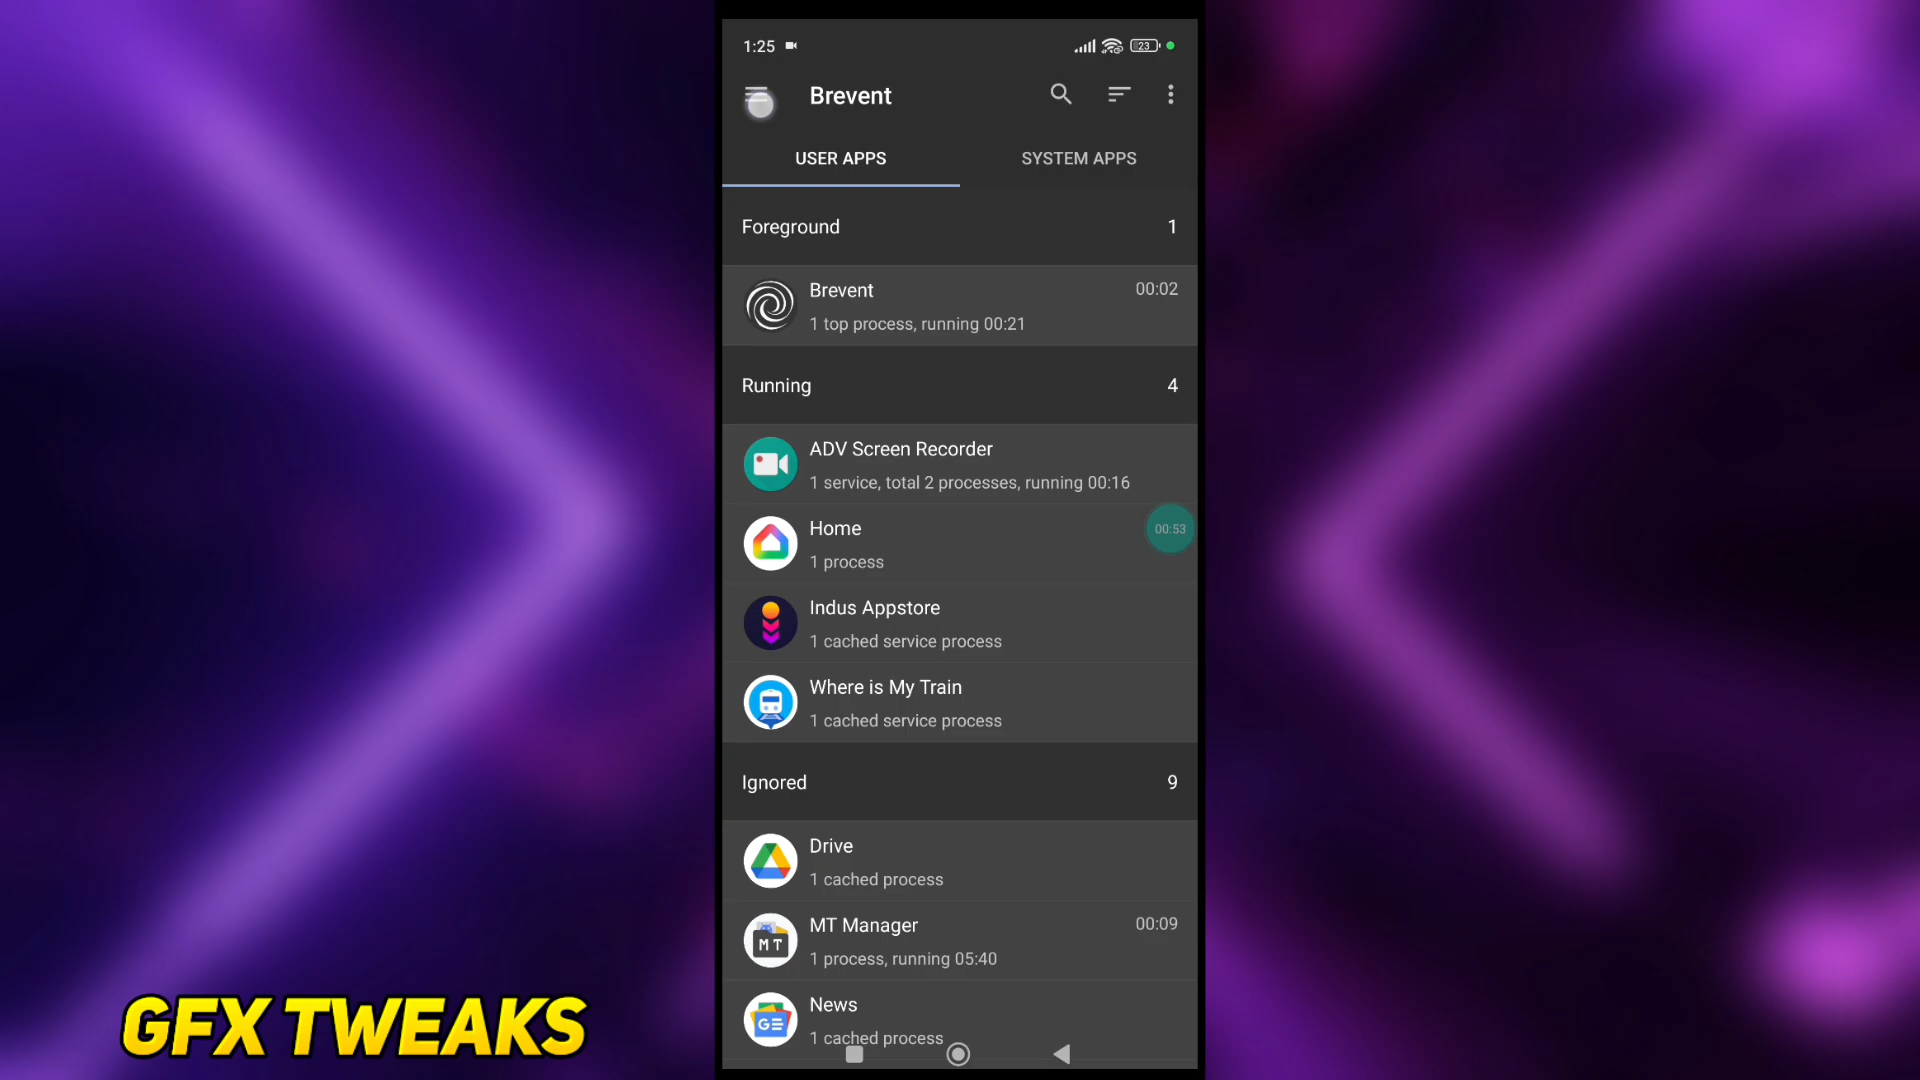 1:25
23
Brevent
USER APPS
SYSTEM APPS
Foreground
1
Brevent
00:02
1 top process, running 00:21
Running
4
ADV Screen Recorder
1 service, total 2 processes, running 00:16
Home
1 process
00:53
Indus Appstore
1 cached service process
Where is My Train
1 cached service process
Ignored
9
Drive
1 cached process
MT Manager
00:09
MT
1 process, running 05:40
News
GE
1 cached process
GFX TWEAKS